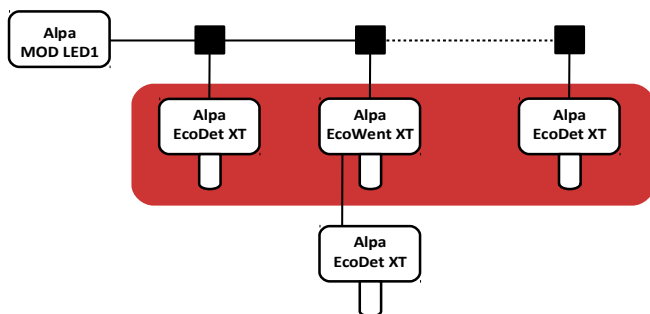 Alpa
MOD LED1
Alpa
EcoDet XT
Alpa
EcoWent XT
Alpa
EcoDet XT
Alpa
EcoDet XT